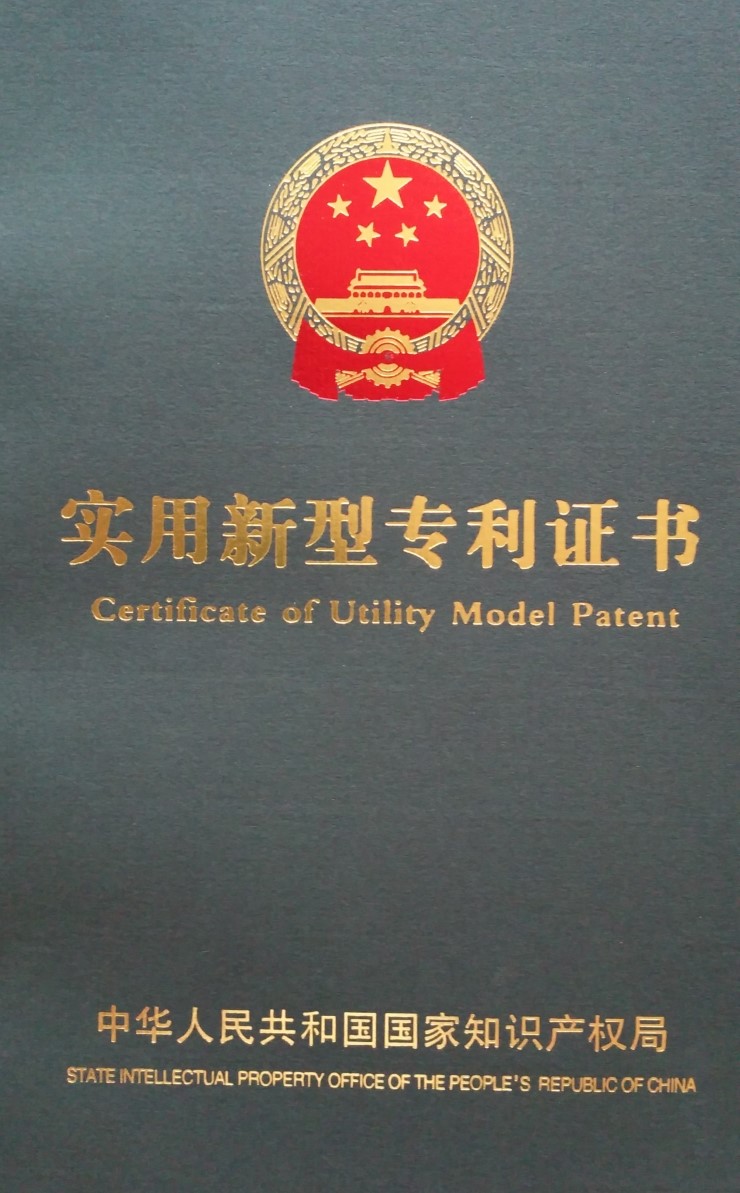 实用新型专利证书
Certificate of Utility Model Patent
中华人民共和国国家知识产权局
STATE INTELLECTUAL PROPERTY OFFICE OF THE PEOPLE'S REPUBLIC OF CHINA